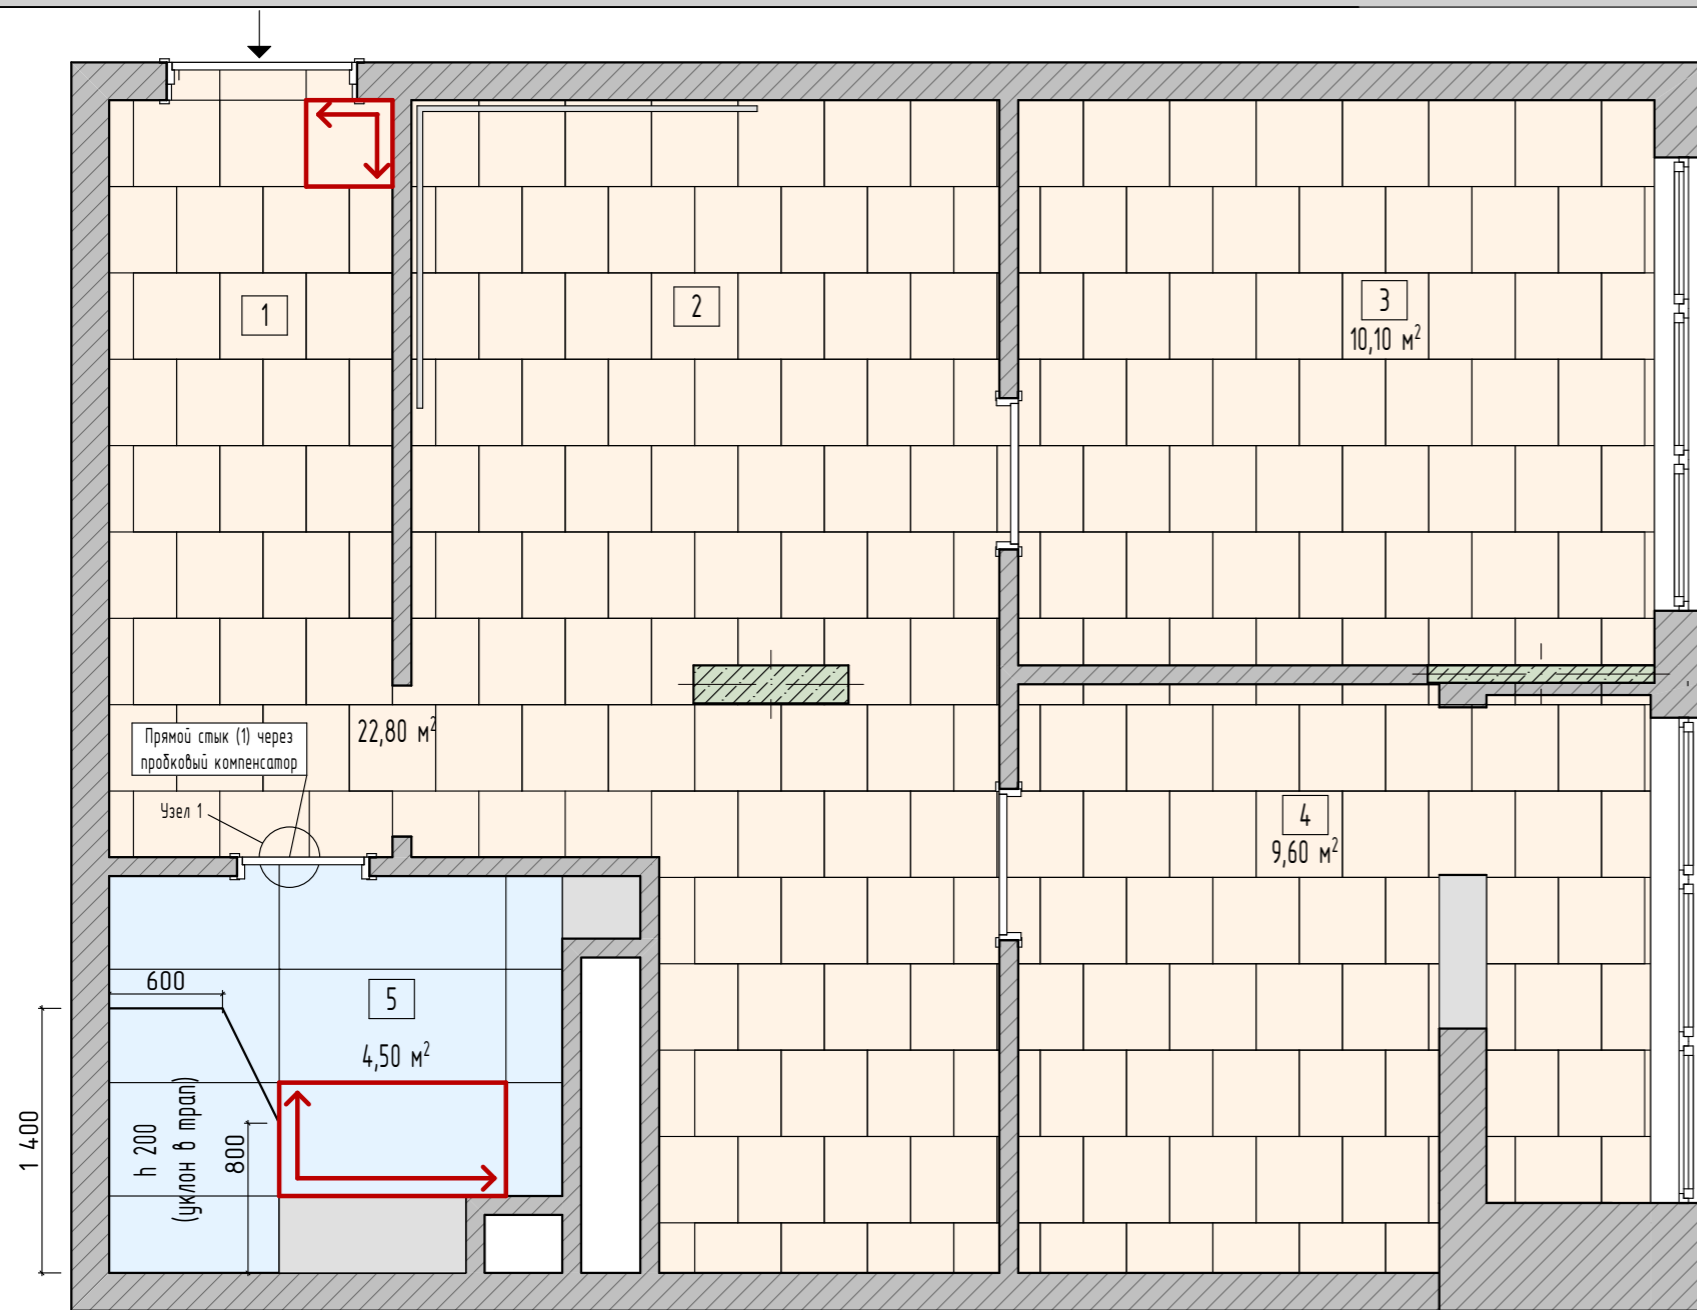 1
2
3
10,10 м²
22,80 м²
Прямой стык (1) через
пробковый компенсатор
Узел 1
4
9,60 м²
600
5
4,50 м²
1 400
h 200
(уклон в трап)
800